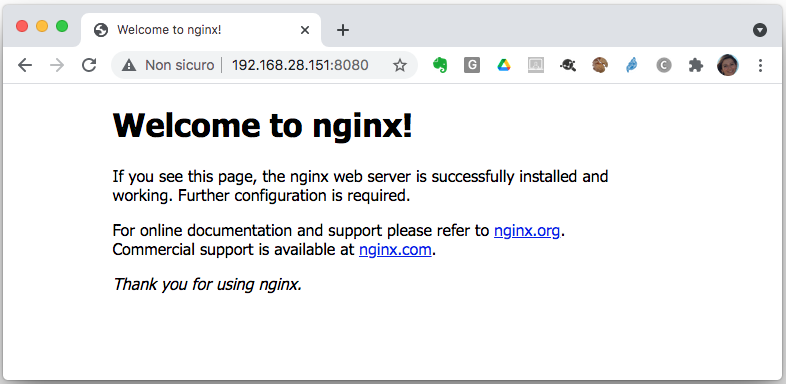 Welcome to nginx!
Non sicuro | 192.168.28.151:8080
Welcome to nginx!
If you see this page, the nginx web server is successfully installed and
working. Further configuration is required.
For online documentation and support please refer to nginx.org.
Commercial support is available at nginx.com.
Thank you for using nginx.